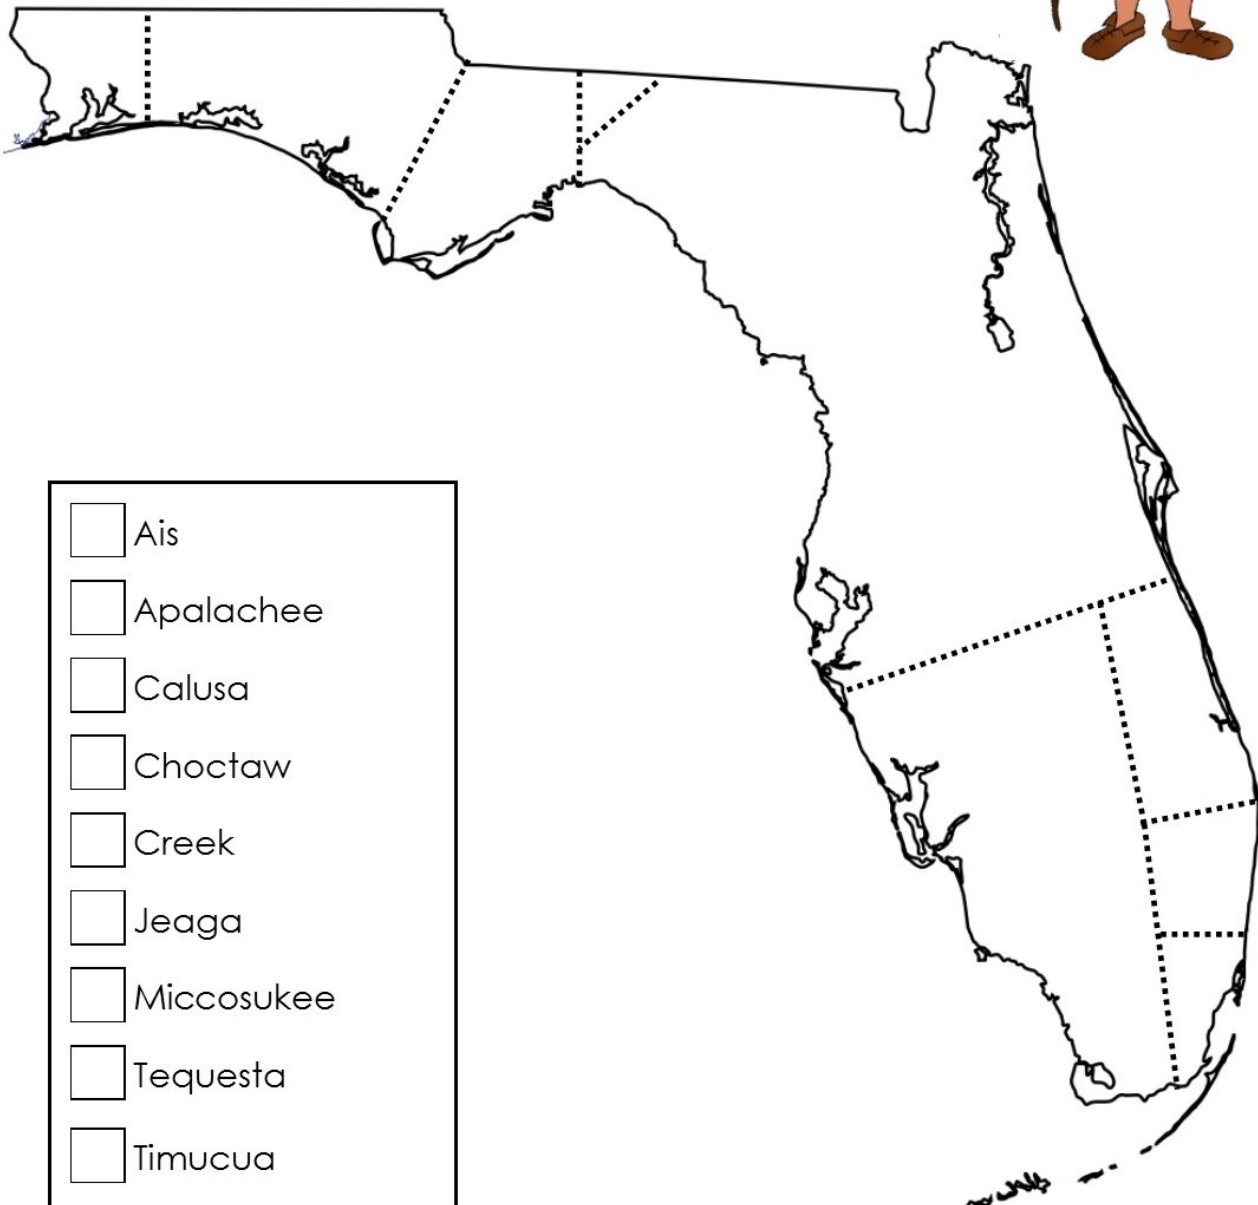 Ais
Apalachee
Calusa
Choctaw
Creek
Jeaga
Miccosukee
Tequesta
Timucua